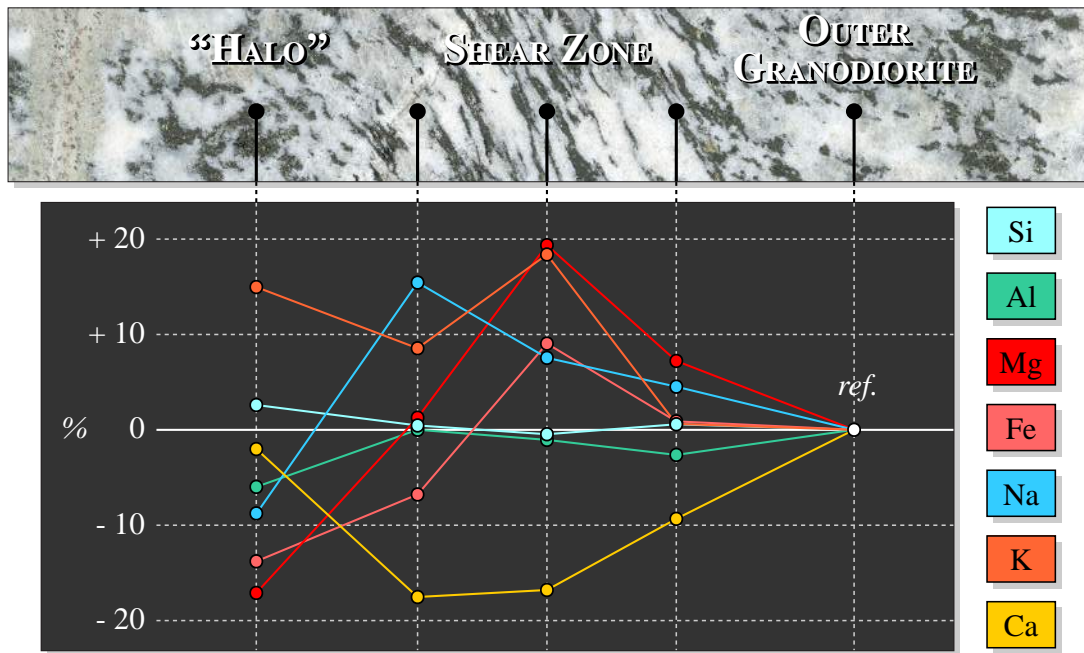 “HALO”
SHEAR ZONE
OUTER
GRANODIORITE
+ 20
+ 10
% 0
- 10
- 20
ref.
Si
Al
Mg
Fe
Na
K
Ca